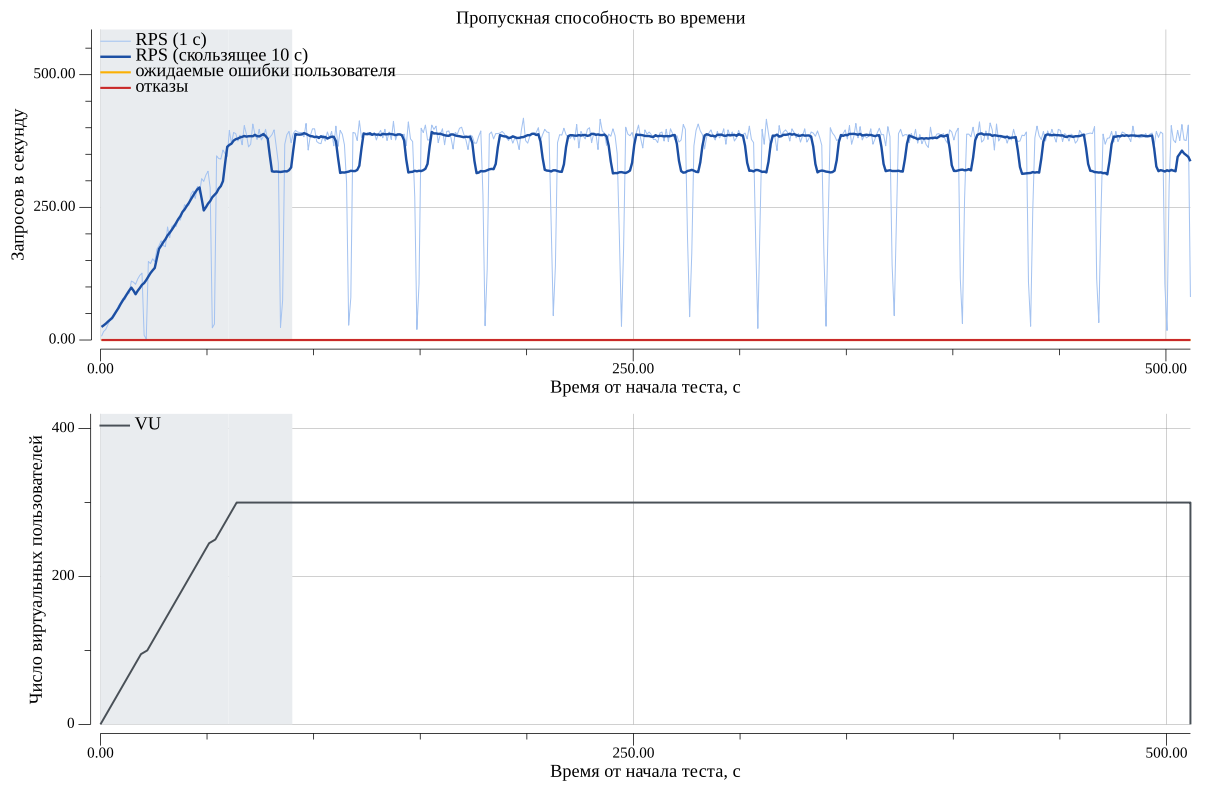 Пропускная способность во времени
RPS (1 с)
RPS (скользящее 10 с)
ожидаемые ошибки пользователя
отказы
500.00
250.00
0.00
Запросов в секунду
0.00 250.00 500.00
Время от начала теста, с
VU
400
200
0
Число виртуальных пользователей
0.00 250.00 500.00
Время от начала теста, с